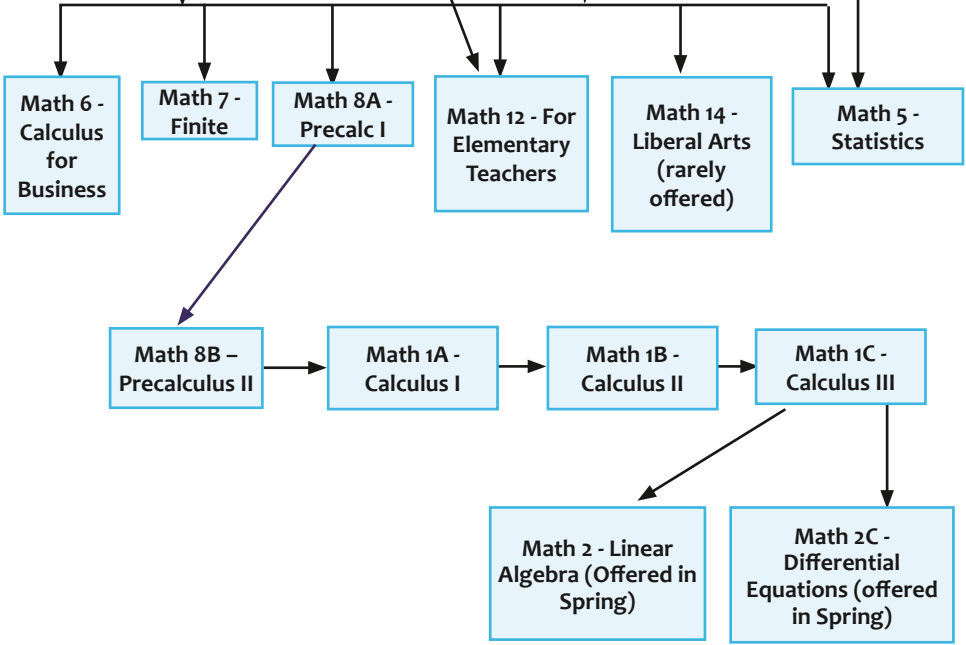 Math 6 -
Calculus
for
Business
Math 7 -
Finite
Math 8A -
Precalc I
Math 12 - For
Elementary
Teachers
Math 14 -
Liberal Arts
(rarely
offered)
Math 5 -
Statistics
Math 8B –
Precalculus II
Math 1A -
Calculus I
Math 1B -
Calculus II
Math 1C -
Calculus III
Math 2 - Linear
Algebra (Offered in
Spring)
Math 2C -
Differential
Equations (offered
in Spring)